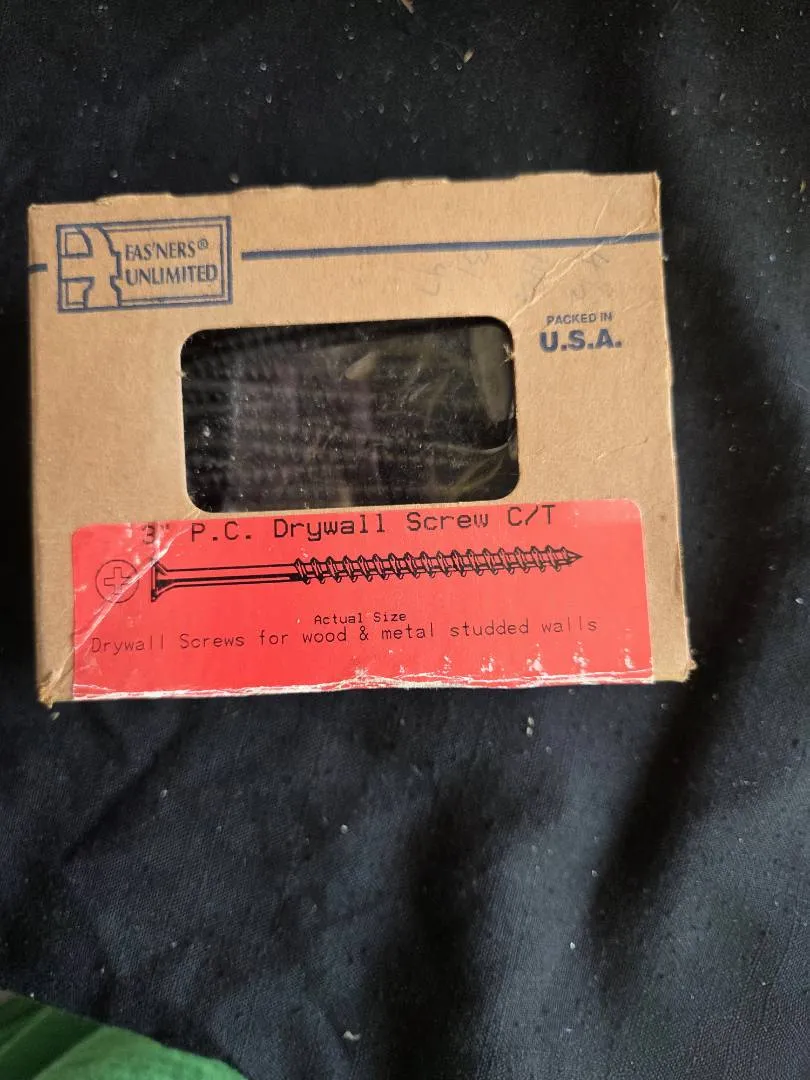 FAS'NERS®
UNLIMITED
PACKED IN
U.S.A.
3" P.C. Drywall Screw C/T
Actual Size
Drywall Screws for wood & metal studded walls